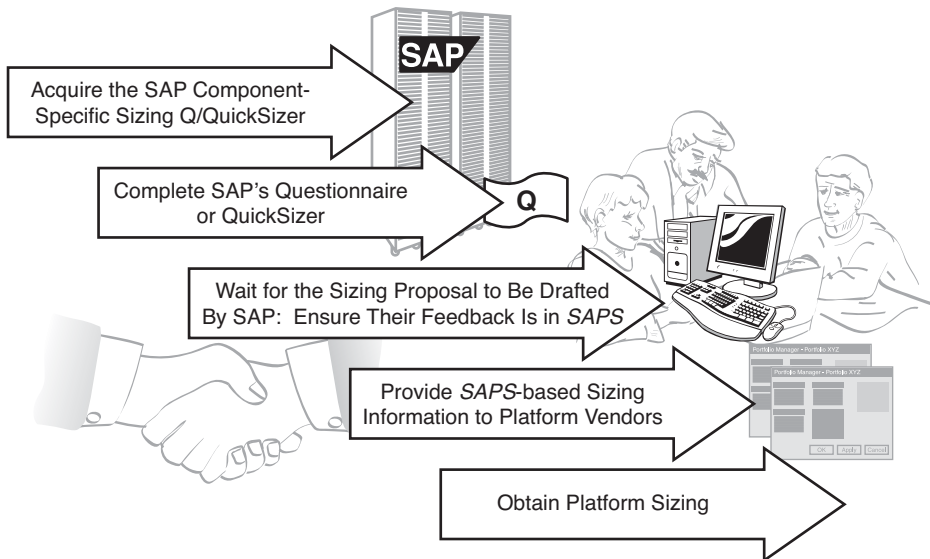 SAP
Acquire the SAP Component-
Specific Sizing Q/QuickSizer
Complete SAP's Questionnaire
or QuickSizer
Q
Wait for the Sizing Proposal to Be Drafted
By SAP: Ensure Their Feedback Is in SAPS
Portfolio Manager - Portfolio XYZ
Portfolio Manager - Portfolio XYZ
Provide SAPS-based Sizing
Information to Platform Vendors
OK Apply Cancel
Obtain Platform Sizing